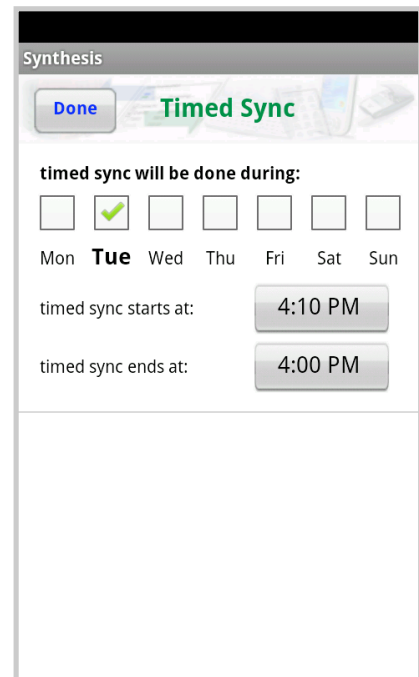 Synthesis
Done Timed Sync
timed sync will be done during:
Mon Tue Wed Thu Fri Sat Sun
timed sync starts at: 4:10 PM
timed sync ends at: 4:00 PM